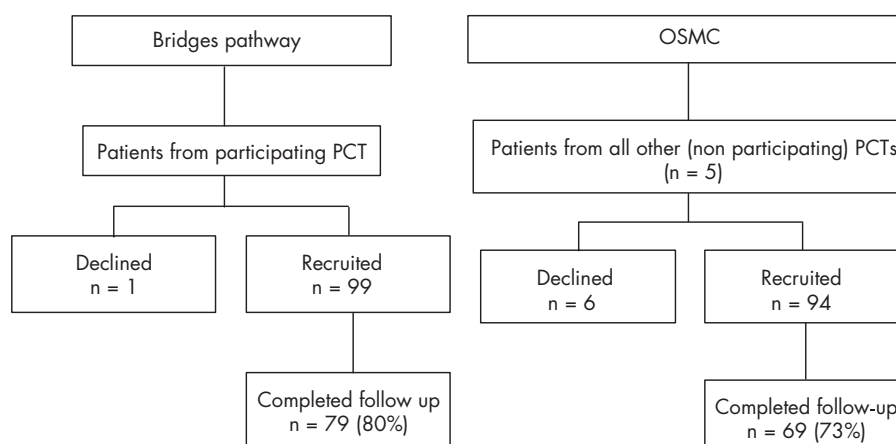 Bridges pathway
Patients from participating PCT
Declined
n = 1
Recruited
n = 99
Completed follow up
n = 79 (80%)
OSMC
Patients from all other (non participating) PCTs
(n = 5)
Declined
n = 6
Recruited
n = 94
Completed follow-up
n = 69 (73%)